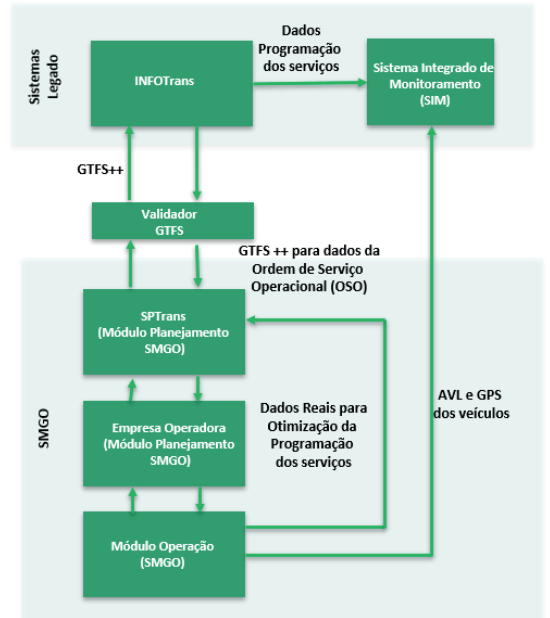 Sistemas
Legado
INFOTrans
Dados
Programação
dos serviços
Sistema Integrado de
Monitoramento
(SIM)
GTFS++
Validador
GTFS
GTFS ++ para dados da
Ordem de Serviço
Operacional (OSO)
SMGO
SPTrans
(Módulo Planejamento
SMGO)
Empresa Operadora
(Módulo Planejamento
SMGO)
Dados Reais para
Otimização da
Programação
dos serviços
AVL e GPS
dos veículos
Módulo Operação
(SMGO)